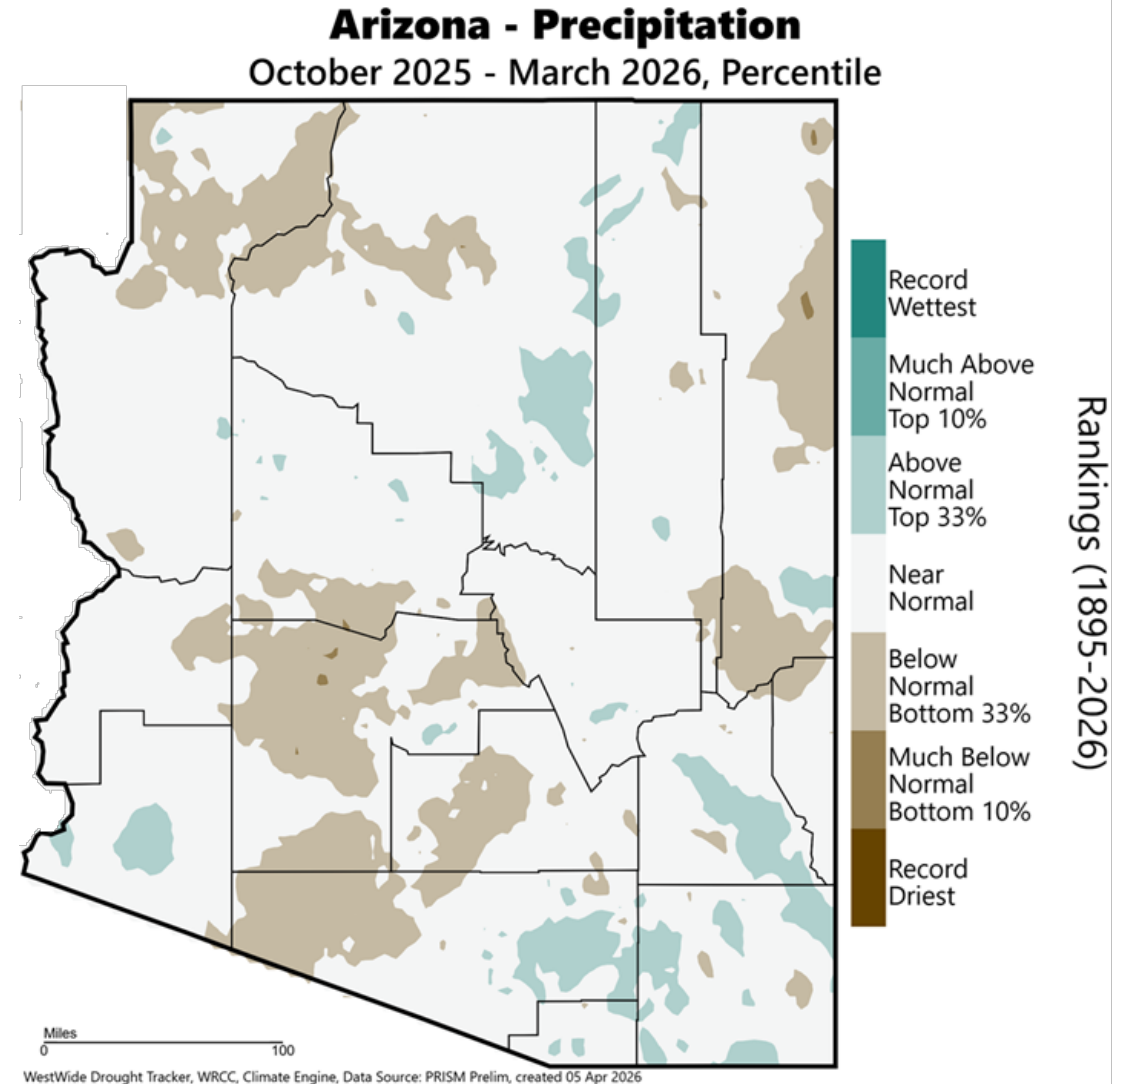 Arizona - Precipitation
October 2025 - March 2026, Percentile
Record
Wettest
Much Above
Normal
Top 10%
Above
Normal
Top 33%
Near
Normal
Below
Normal
Bottom 33%
Much Below
Normal
Bottom 10%
Record
Driest
Rankings (1895-2026)
Miles
0 100
WestWide Drought Tracker, WRCC, Climate Engine, Data Source: PRISM Prelim, created 05 Apr 2026